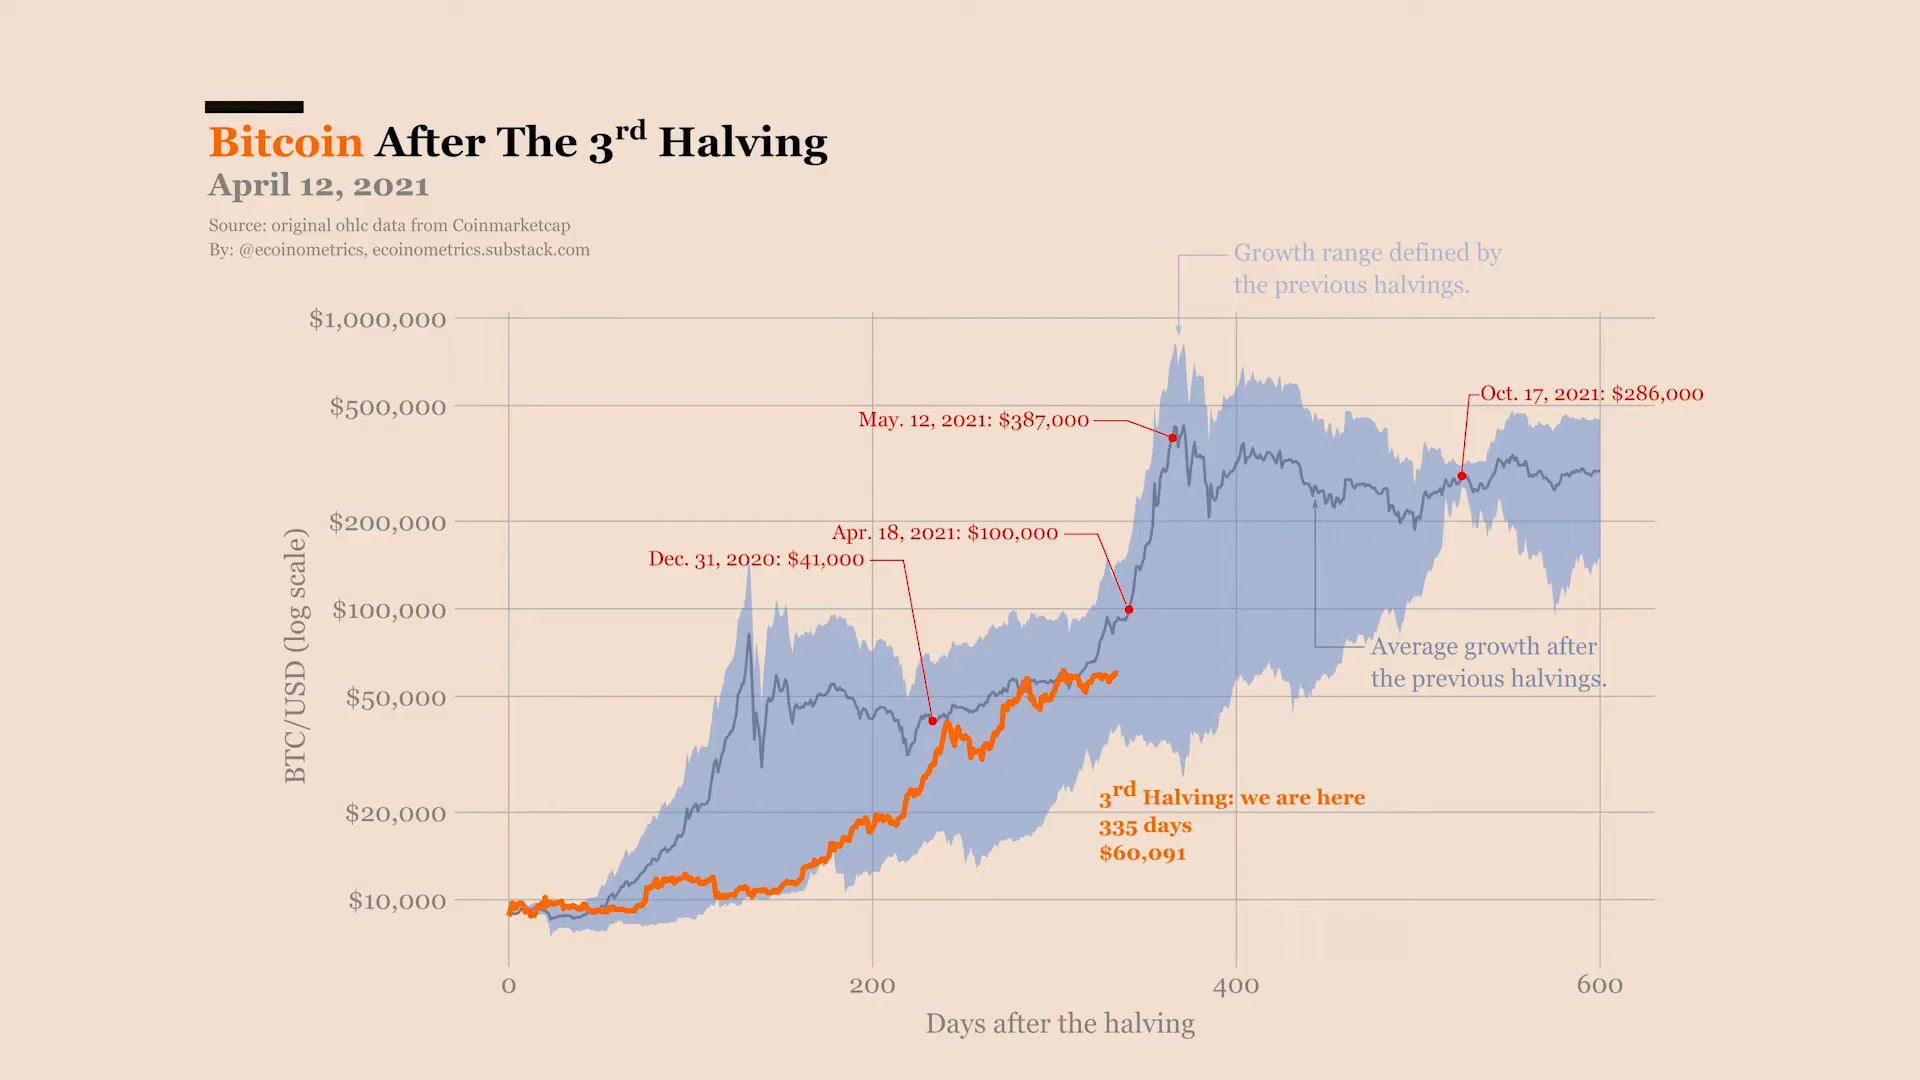 Bitcoin After The 3rd Halving
April 12, 2021
Source: original ohlc data from Coinmarketcap
By: @ecoinometrics, ecoinometrics.substack.com
Growth range defined by
the previous halvings.
$1,000,000
$500,000
$200,000
$100,000
$50,000
$20,000
$10,000
BTC/USD (log scale)
Oct. 17, 2021: $286,000
May. 12, 2021: $387,000
Apr. 18, 2021: $100,000
Dec. 31, 2020: $41,000
Average growth after
the previous halvings.
3rd Halving: we are here
335 days
$60,091
0
200
400
600
Days after the halving